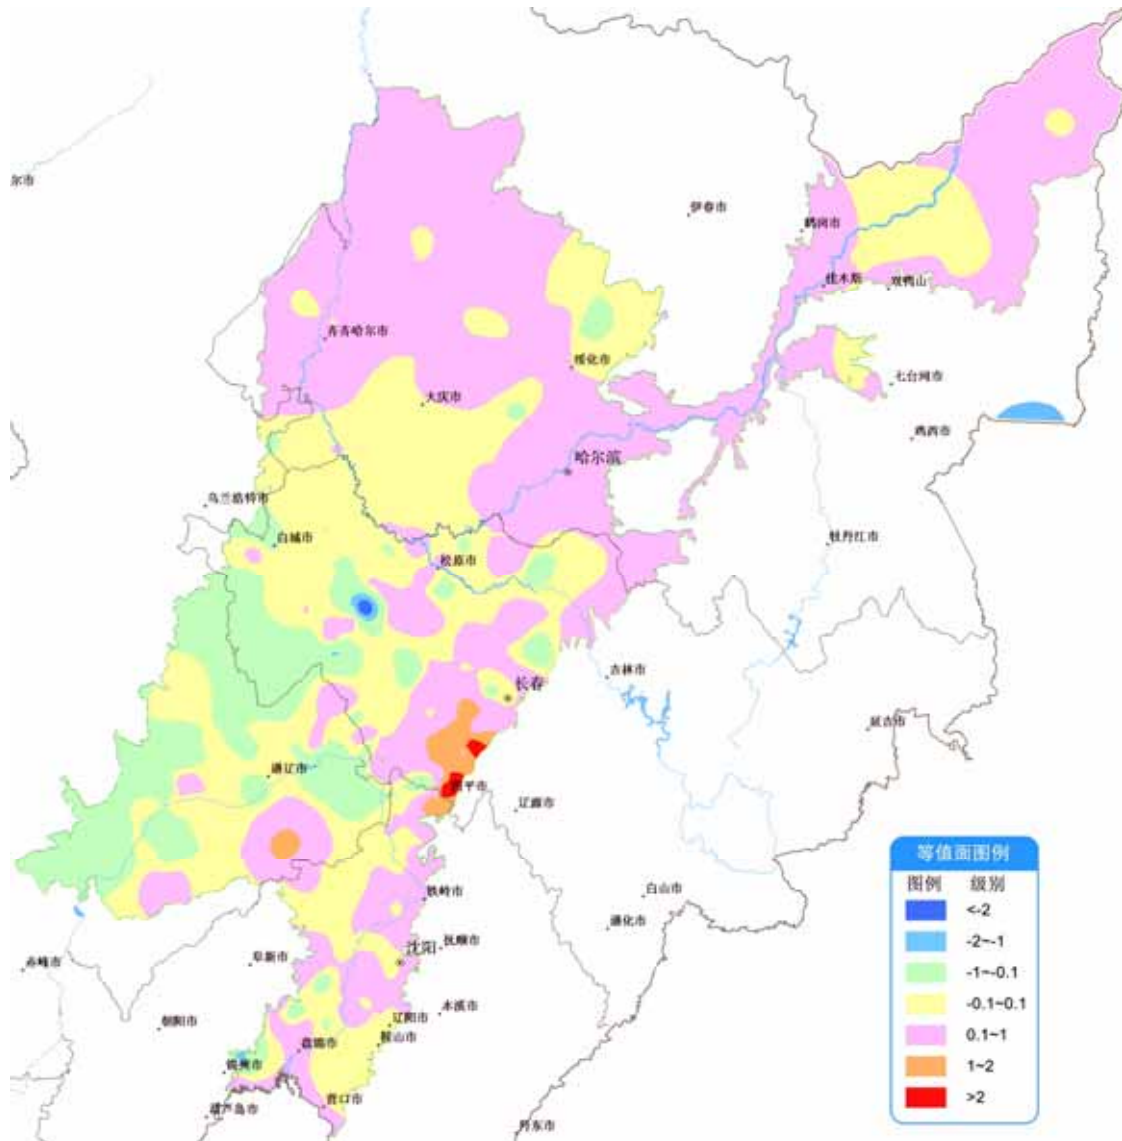 尔市
伊春市
鹤岗市
佳木斯
双鸭山
齐齐哈尔市
绥化市
七台河市
大庆市
鸡西市
哈尔滨
乌兰浩特市
白城市
牡丹江市
松原市
吉林市
长春
延吉市
通辽市
四平市
辽源市
铁岭市
白山市
通化市
沈阳
抚顺市
阜新市
赤峰市
本溪市
辽阳市
朝阳市
鞍山市
盘锦市
锦州市
营口市
葫芦岛市
丹东市
等值面图例
图例 级别
<-2
-2~-1
-1~-0.1
-0.1~0.1
0.1~1
1~2
>2